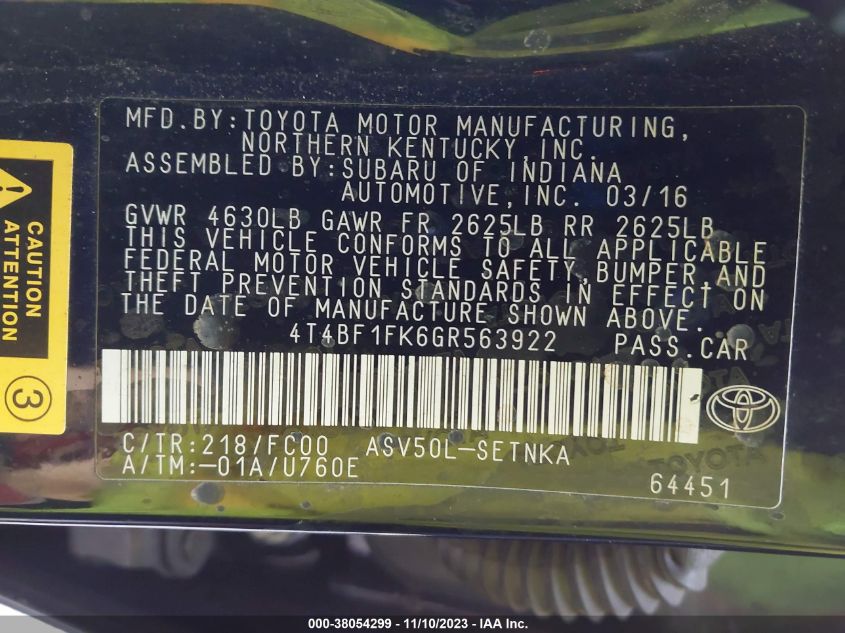 MFD.BY:TOYOTA MOTOR MANUFACTURING,
NORTHERN KENTUCKY,INC.
ASSEMBLED BY:SUBARU OF INDIANA
AUTOMOTIVE,INC. 03/16
GVWR 4630LB GAWR FR 2625LB RR 2625LB
THIS VEHICLE CONFORMS TO ALL APPLICABLE
FEDERAL MOTOR VEHICLE SAFETY,BUMPER AND
THEFT PREVENTION STANDARDS IN EFFECT ON
THE DATE OF MANUFACTURE SHOWN ABOVE.
4T4BF1FK6GR563922 PASS.CAR
C/TR:218/FC00 ASV50L-SETNKA
A/TM:-01A/U760E
64451
TOYOTA
CAUTION
ATTENTION
3
000-38054299 - 11/10/2023 - IAA Inc.